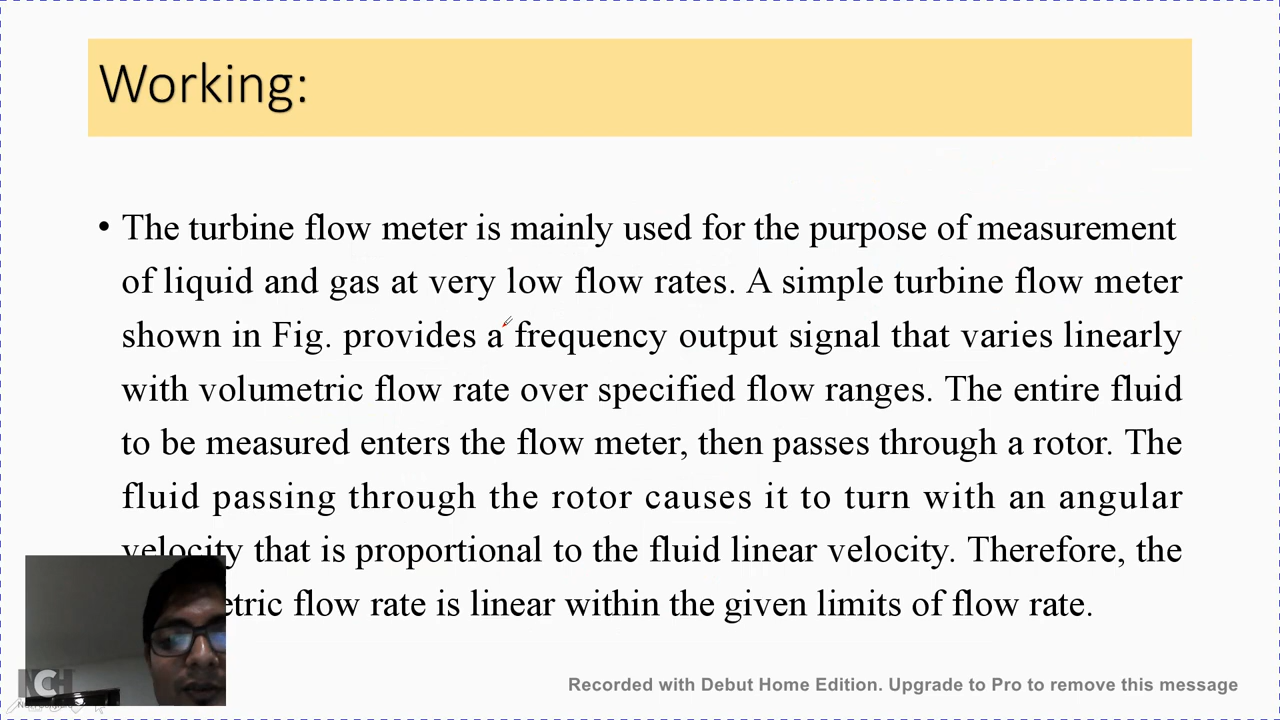 Working:
• The turbine flow meter is mainly used for the purpose of measurement
of liquid and gas at very low flow rates. A simple turbine flow meter
shown in Fig. provides a frequency output signal that varies linearly
with volumetric flow rate over specified flow ranges. The entire fluid
to be measured enters the flow meter, then passes through a rotor. The
fluid passing through the rotor causes it to turn with an angular
velocity that is proportional to the fluid linear velocity. Therefore, the
flow rate is linear within the given limits of flow rate.
NCH
Recorded with Debut Home Edition. Upgrade to Pro to remove this message